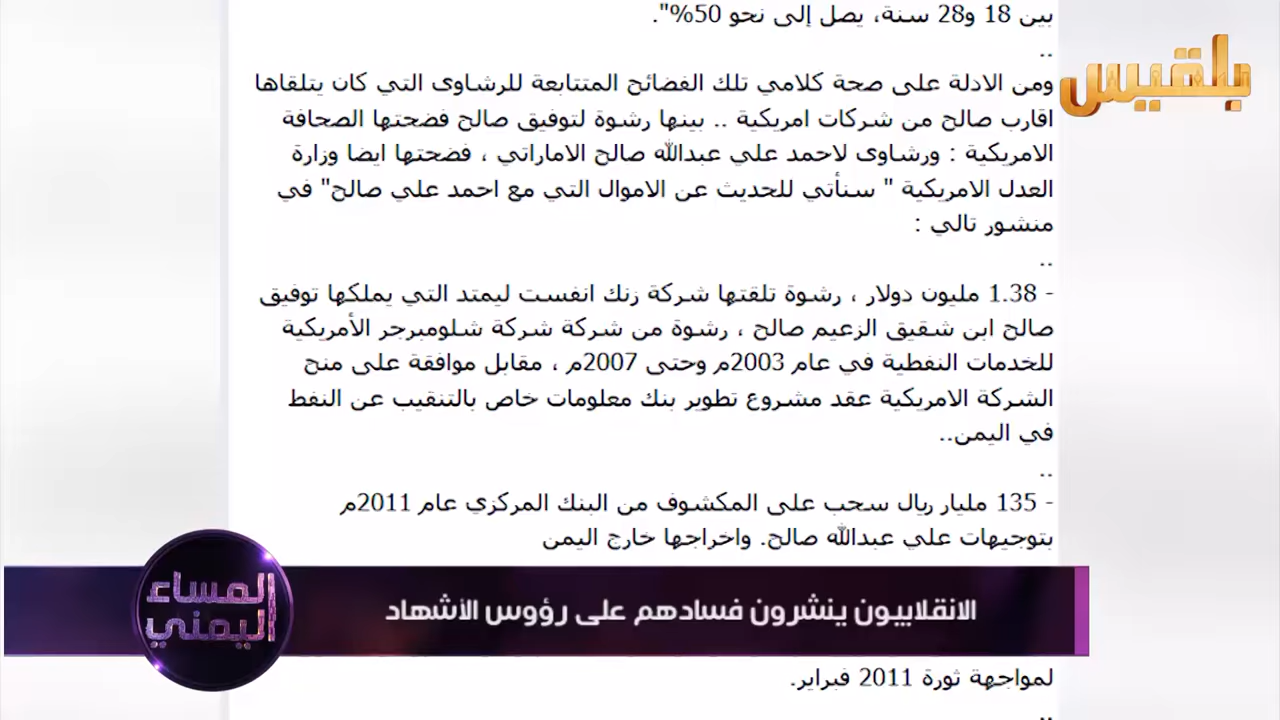 بين 18 و28 سنة، يصل إلى نحو 50%".
..
ومن الادلة على صحة كلامي تلك الفضائح المتتابعة للرشاوى التي كان يتلقاها
اقارب صالح من شركات امريكية .. بينها رشوة لتوفيق صالح فضحتها الصحافة
الامريكية : ورشاوى لاحمد علي عبدالله صالح الاماراتي ، فضحتها ايضا وزارة
العدل الامريكية " سنأتي للحديث عن الاموال التي مع احمد علي صالح" في
منشور تالي :
..
- 1.38 مليون دولار ، رشوة تلقتها شركة زنك انفست ليمتد التي يملكها توفيق
صالح ابن شقيق الزعيم صالح ، رشوة من شركة شركة شلومبرجر الأمريكية
للخدمات النفطية في عام 2003م وحتى 2007م ، مقابل موافقة على منح
الشركة الامريكية عقد مشروع تطوير بنك معلومات خاص بالتنقيب عن النفط
في اليمن..
..
- 135 مليار ريال سحب على المكشوف من البنك المركزي عام 2011م
بتوجيهات علي عبدالله صالح. واخراجها خارج اليمن
لمواجهة ثورة 2011 فبراير.
..
بلقيس
المساء
اليمني
الانقلابيون ينشرون فسادهم على رؤوس الأشهاد